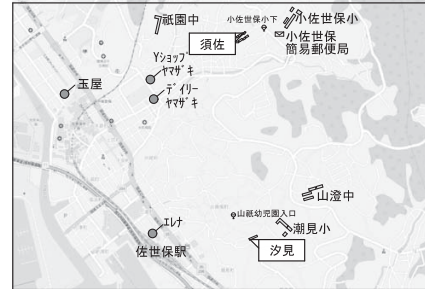 祇園中
小佐世保小下
小佐世保小
須佐
小佐世保
簡易郵便局
Yショップ
ヤマザキ
玉屋
デイリー
ヤマザキ
山澄中
山祇幼児園入口
潮見小
エレナ
汐見
佐世保駅